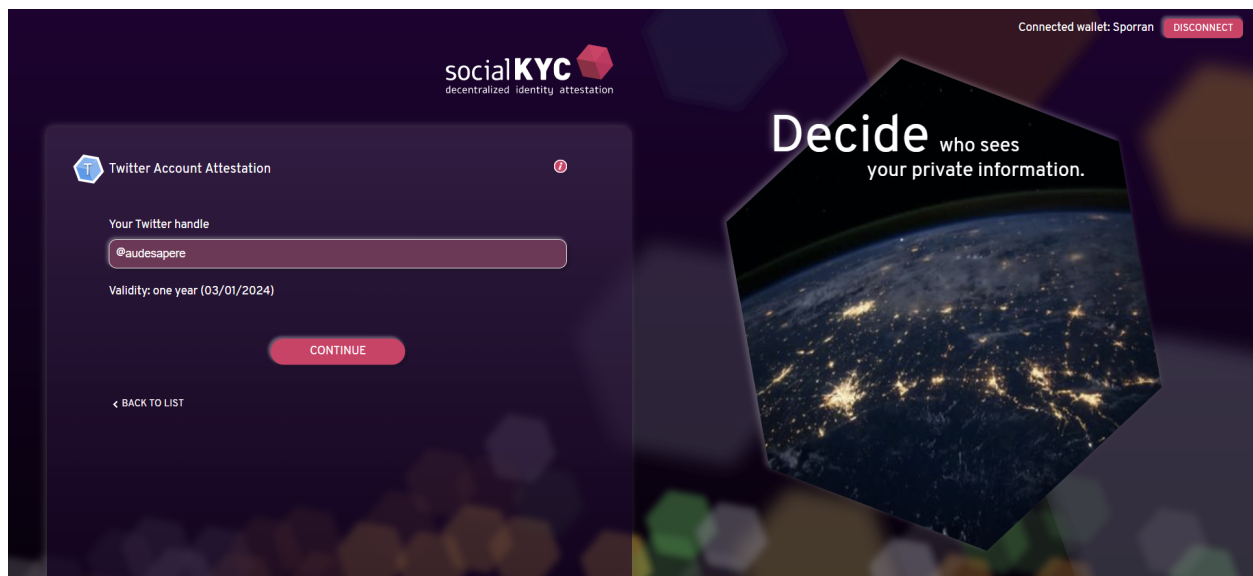 Connected wallet: Sporran DISCONNECT
socialKYC
decentralized identity attestation
Decide who sees
your private information.
T Twitter Account Attestation i
Your Twitter handle
@audesapere
Validity: one year (03/01/2024)
CONTINUE
‹ BACK TO LIST